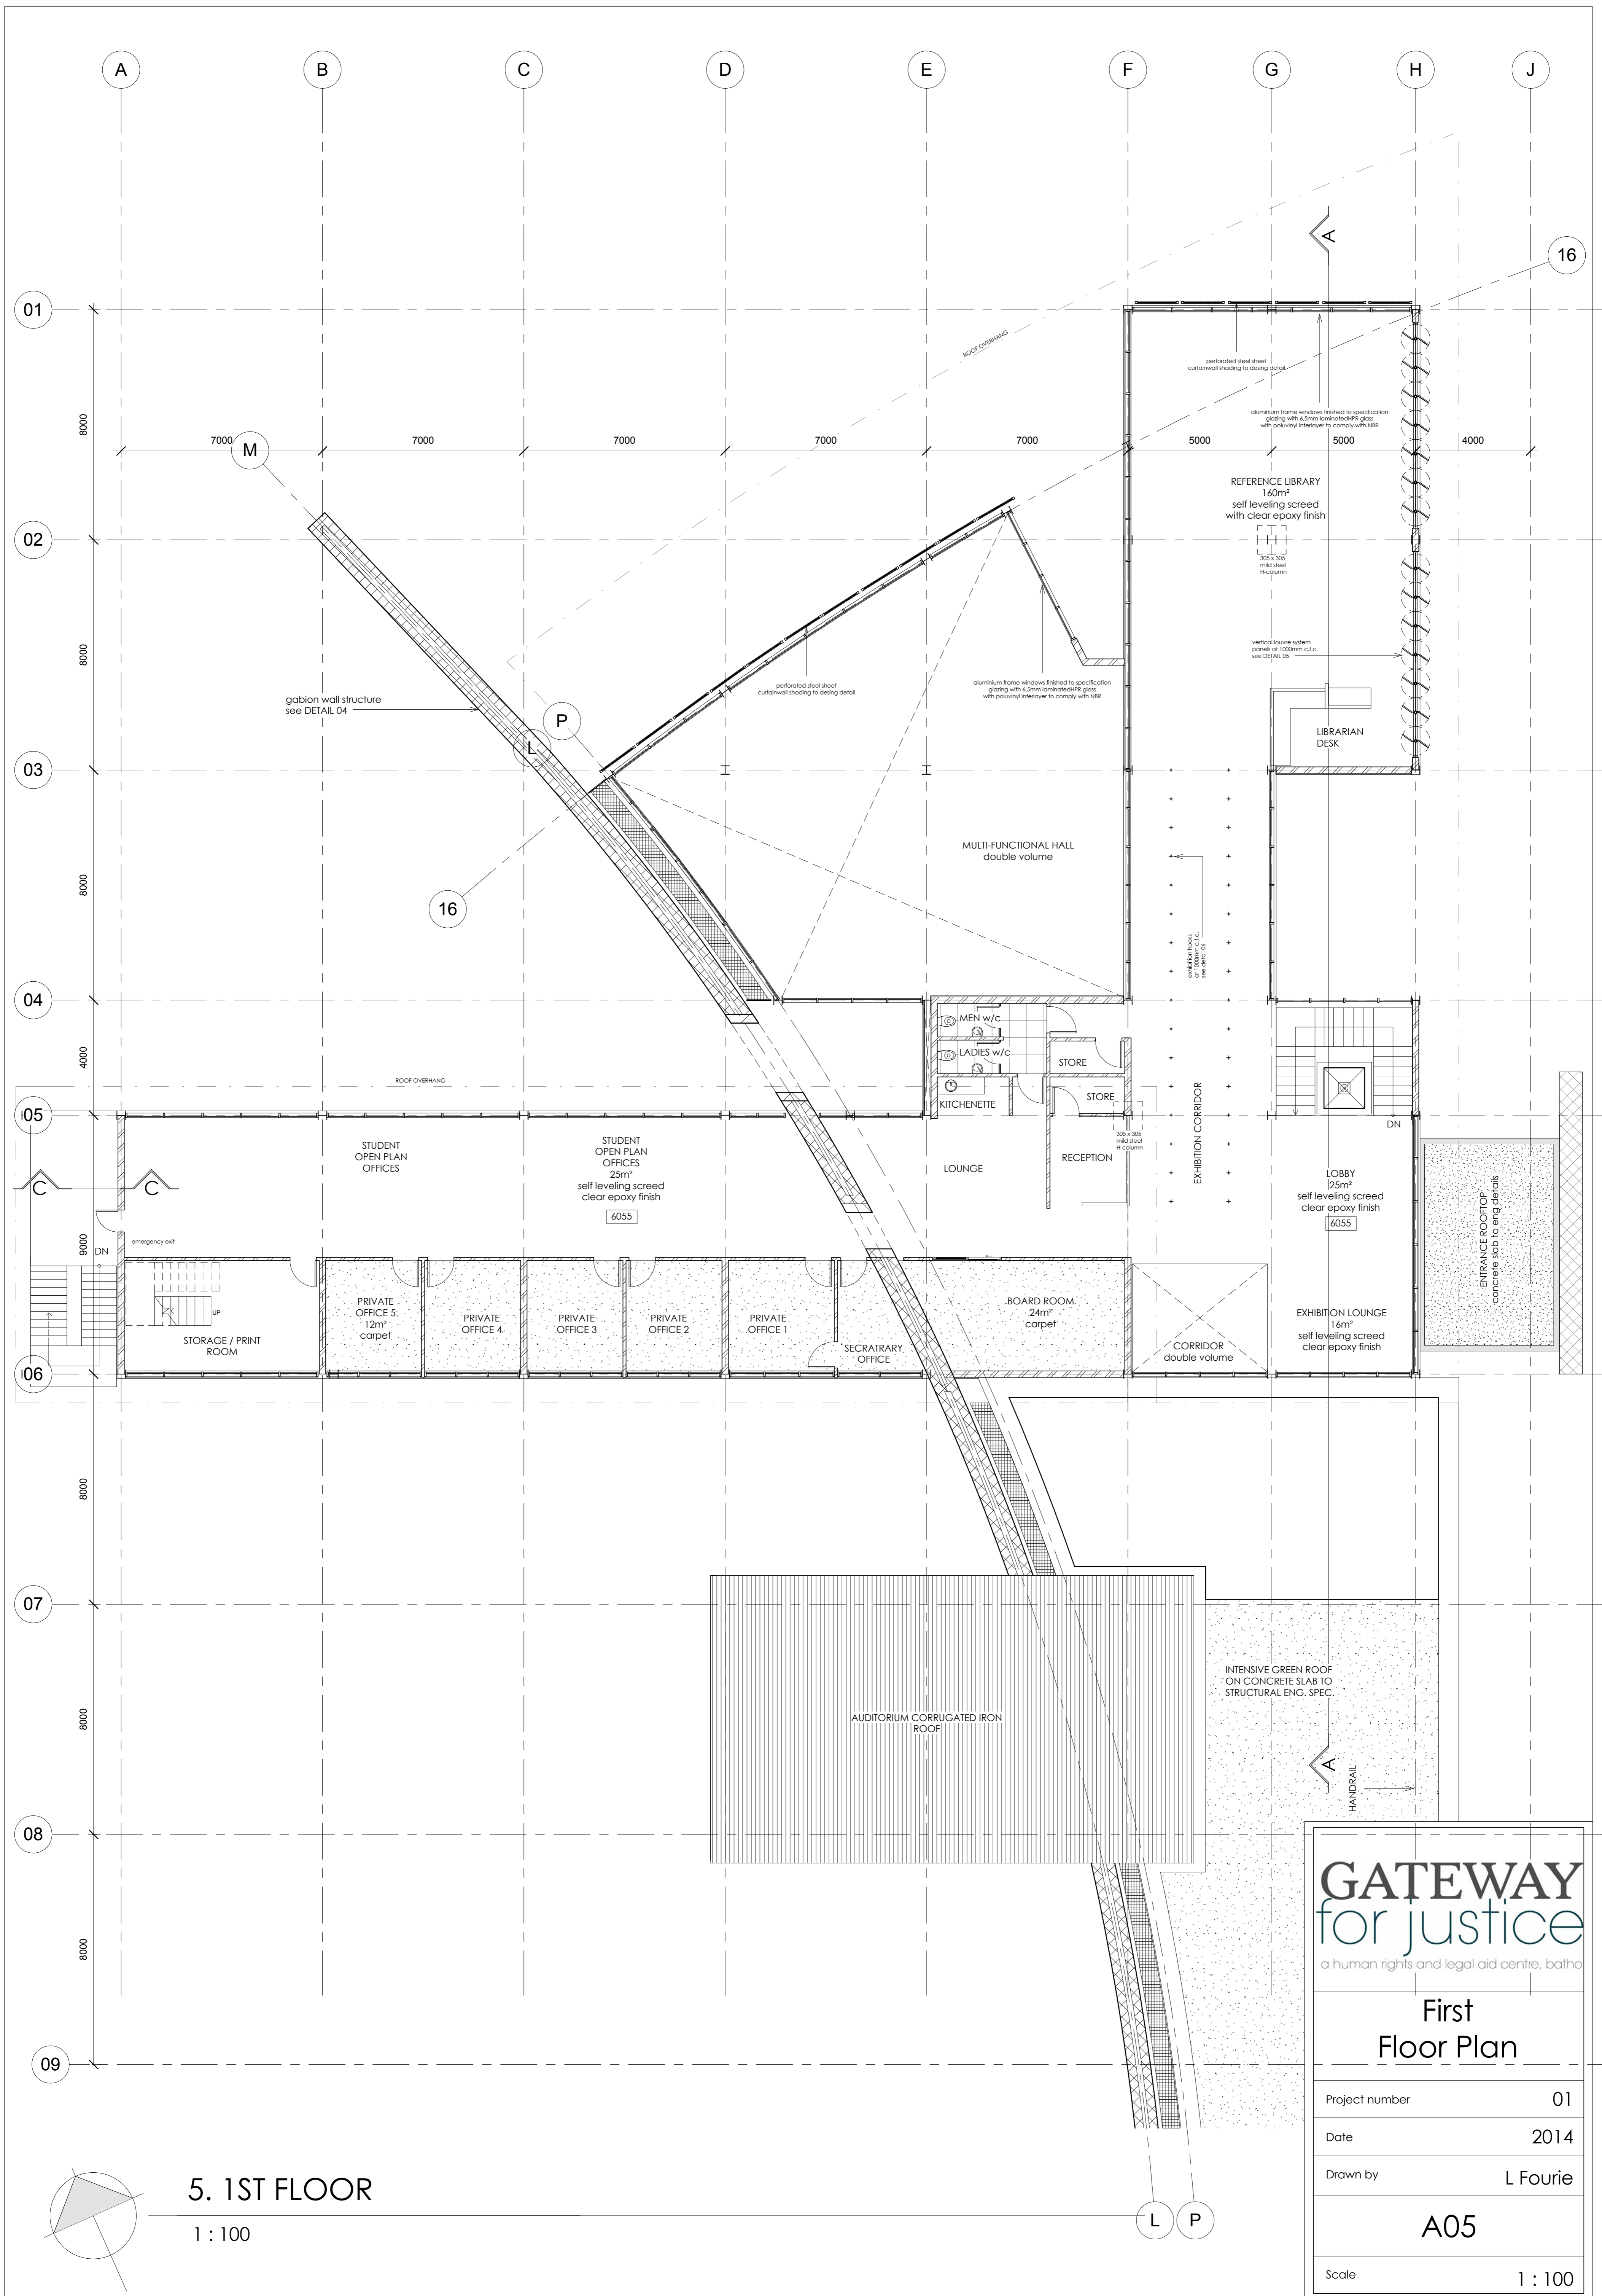 A
B
C
D
E
F
G
H
J
A
16
01
ROOF OVERHANG
perforated steel sheet
curtainwall shading to desing detail
aluminium frame windows finished to specification
glazing with 6,5mm laminatedHPR glass
with poluvinyl interlayer to comply with NBR
8000
7000
7000
7000
7000
7000
5000
5000
4000
M
REFERENCE LIBRARY
160m²
self leveling screed
with clear epoxy finish
02
305 x 305
mild steel
H-column
8000
vertical louvre system
panels at 1000mm c.t.c.
see DETAIL 05
perforated steel sheet
curtainwall shading to desing detail
aluminium frame windows finished to specification
glazing with 6,5mm laminatedHPR glass
with poluvinyl interlayer to comply with NBR
gabion wall structure
see DETAIL 04
P
L
LIBRARIAN
DESK
03
MULTI-FUNCTIONAL HALL
double volume
8000
16
exhibition hooks
at 1000mm c.t.c.
see detail 06
04
MEN w/c
LADIES w/c
STORE
4000
ROOF OVERHANG
KITCHENETTE
STORE
05
305 x 305
mild steel
H-column
EXHIBITION CORRIDOR
DN
STUDENT
OPEN PLAN
OFFICES
STUDENT
OPEN PLAN
OFFICES
25m²
self leveling screed
clear epoxy finish
6055
LOUNGE
RECEPTION
LOBBY
25m²
self leveling screed
clear epoxy finish
6055
C
C
ENTRANCE ROOFTOP
concrete slab to eng details
9000
DN
emergency exit
UP
STORAGE / PRINT
ROOM
PRIVATE
OFFICE 5
12m²
carpet
PRIVATE
OFFICE 4
PRIVATE
OFFICE 3
PRIVATE
OFFICE 2
PRIVATE
OFFICE 1
SECRATRARY
OFFICE
BOARD ROOM
24m²
carpet
CORRIDOR
double volume
EXHIBITION LOUNGE
16m²
self leveling screed
clear epoxy finish
06
8000
07
INTENSIVE GREEN ROOF
ON CONCRETE SLAB TO
STRUCTURAL ENG. SPEC.
8000
AUDITORIUM CORRUGATED IRON
ROOF
A
HANDRAIL
08
8000
09
GATEWAY
for justice
a human rights and legal aid centre, batho
First
Floor Plan
Project number 01
Date 2014
Drawn by L Fourie
A05
Scale 1 : 100
5. 1ST FLOOR
1 : 100
L
P